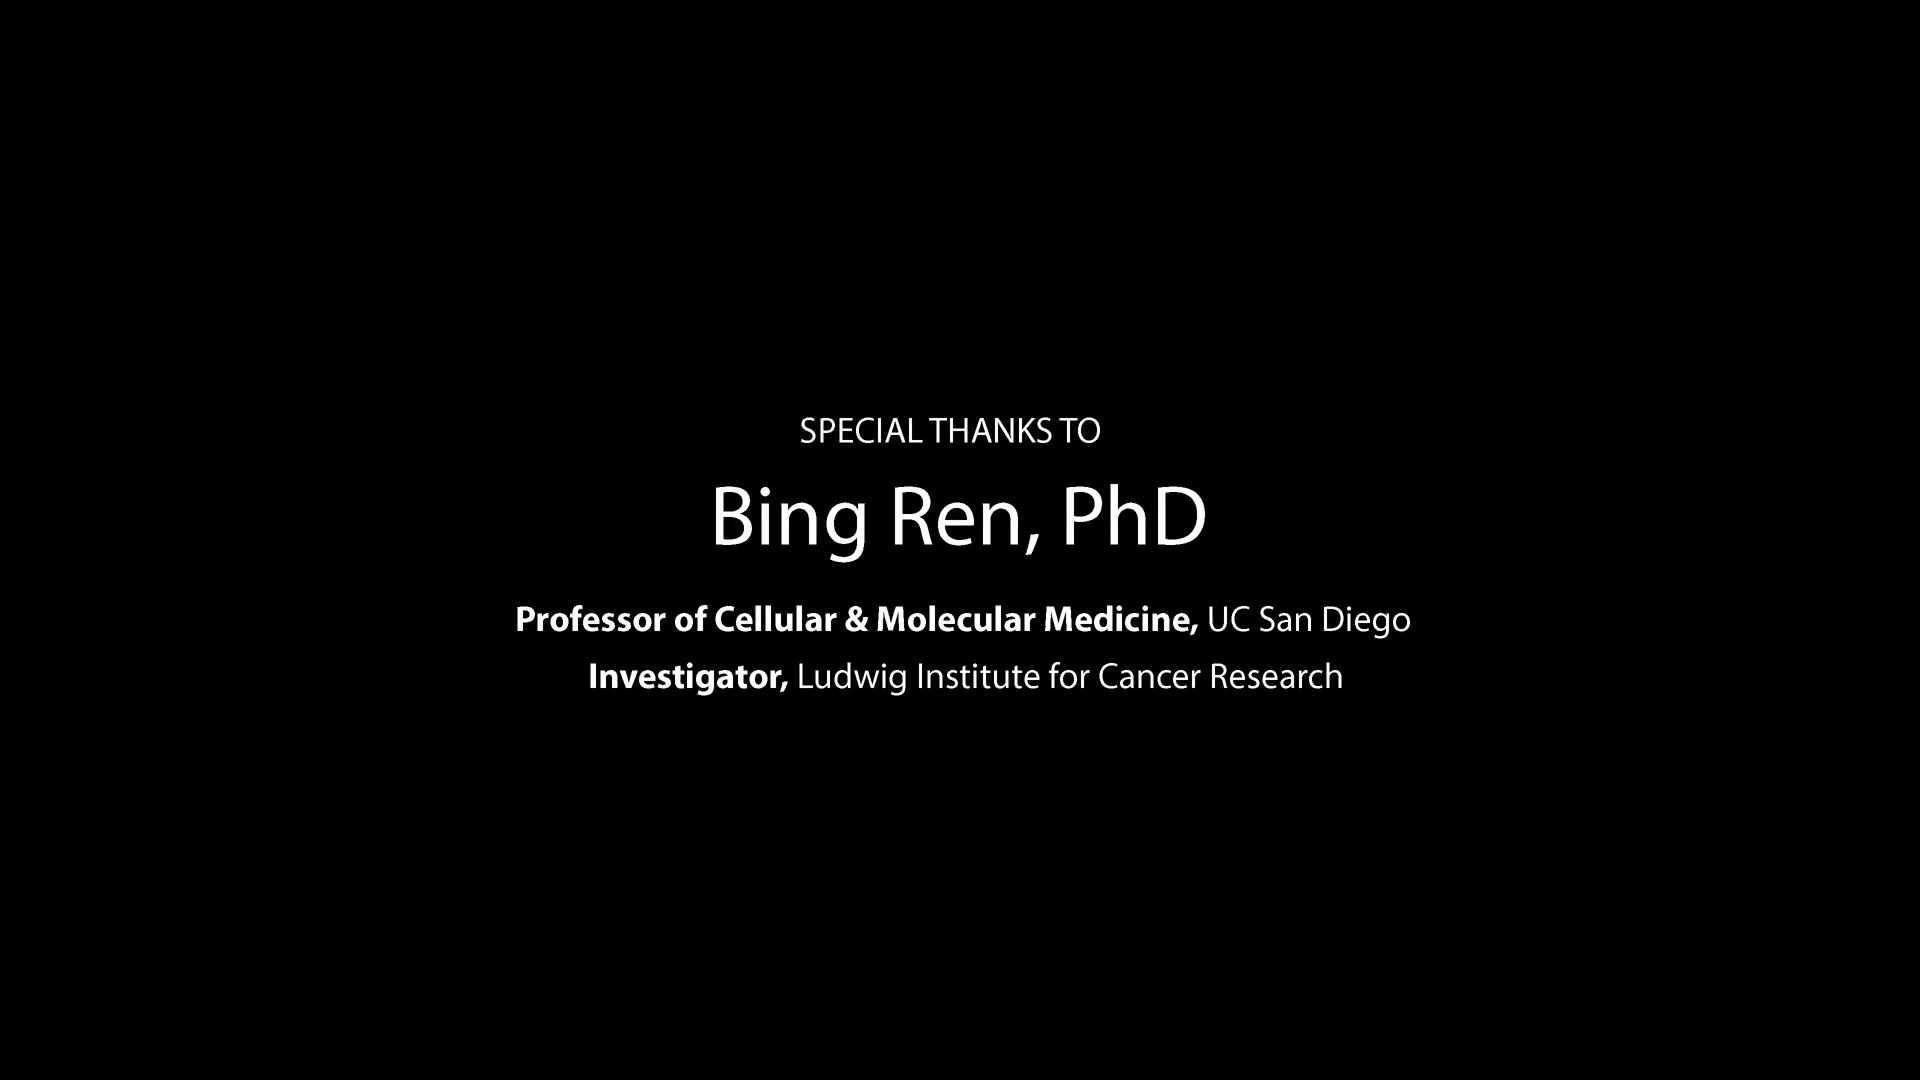 SPECIAL THANKS TO
Bing Ren, PhD
Professor of Cellular & Molecular Medicine, UC San Diego
Investigator, Ludwig Institute for Cancer Research